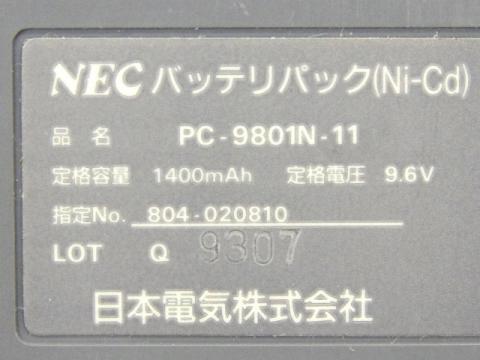 NEC バッテリパック(Ni-Cd)
品名 PC-9801N-11
定格容量 1400mAh 定格電圧 9.6V
指定No. 804-020810
LOT Q 9307
日本電気株式会社